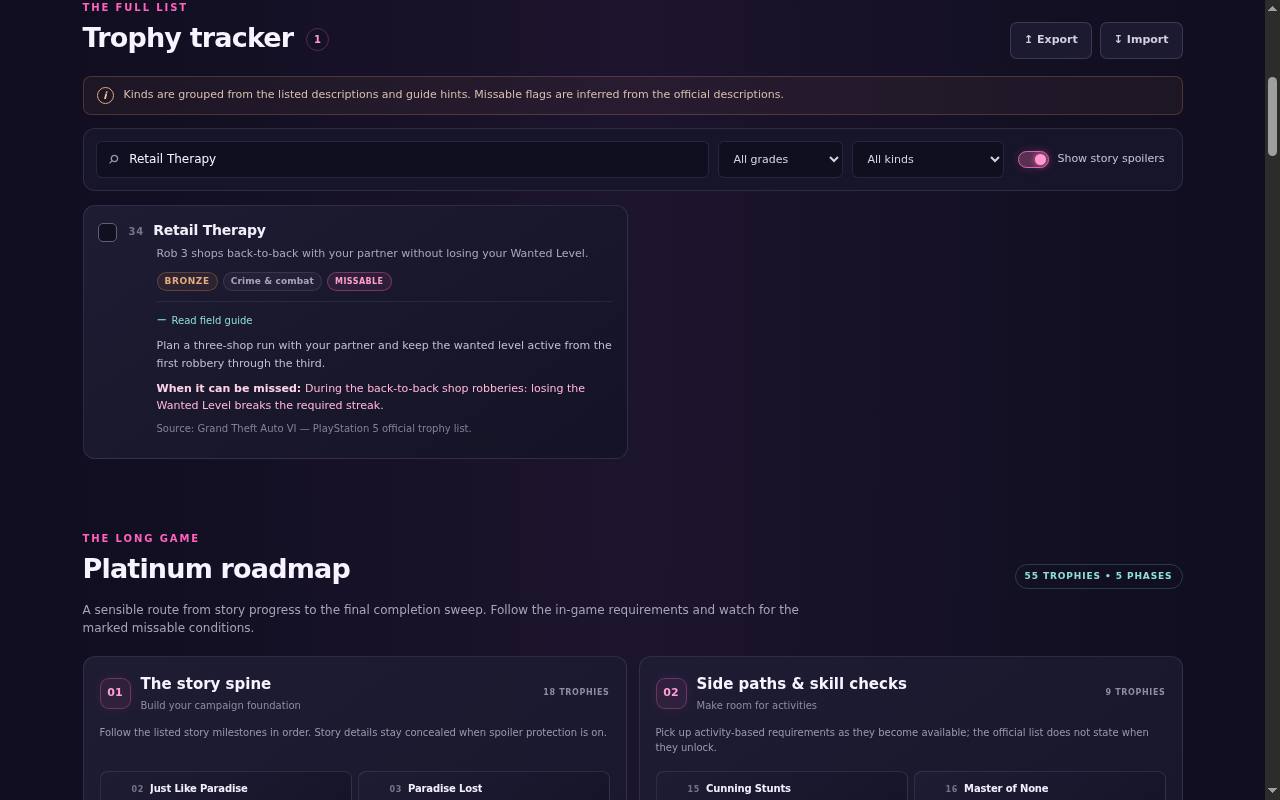 THE FULL LIST
Trophy tracker 1
↥ Export
↧ Import
i Kinds are grouped from the listed descriptions and guide hints. Missable flags are inferred from the official descriptions.
Retail Therapy
All grades
All kinds
Show story spoilers
34 Retail Therapy
Rob 3 shops back-to-back with your partner without losing your Wanted Level.
BRONZE Crime & combat MISSABLE
— Read field guide
Plan a three-shop run with your partner and keep the wanted level active from the
first robbery through the third.
When it can be missed: During the back-to-back shop robberies: losing the
Wanted Level breaks the required streak.
Source: Grand Theft Auto VI — PlayStation 5 official trophy list.
THE LONG GAME
Platinum roadmap
55 TROPHIES • 5 PHASES
A sensible route from story progress to the final completion sweep. Follow the in-game requirements and watch for the
marked missable conditions.
01 The story spine
18 TROPHIES
Build your campaign foundation
Follow the listed story milestones in order. Story details stay concealed when spoiler protection is on.
02 Just Like Paradise
03 Paradise Lost
02 Side paths & skill checks
9 TROPHIES
Make room for activities
Pick up activity-based requirements as they become available; the official list does not state when
they unlock.
15 Cunning Stunts
16 Master of None